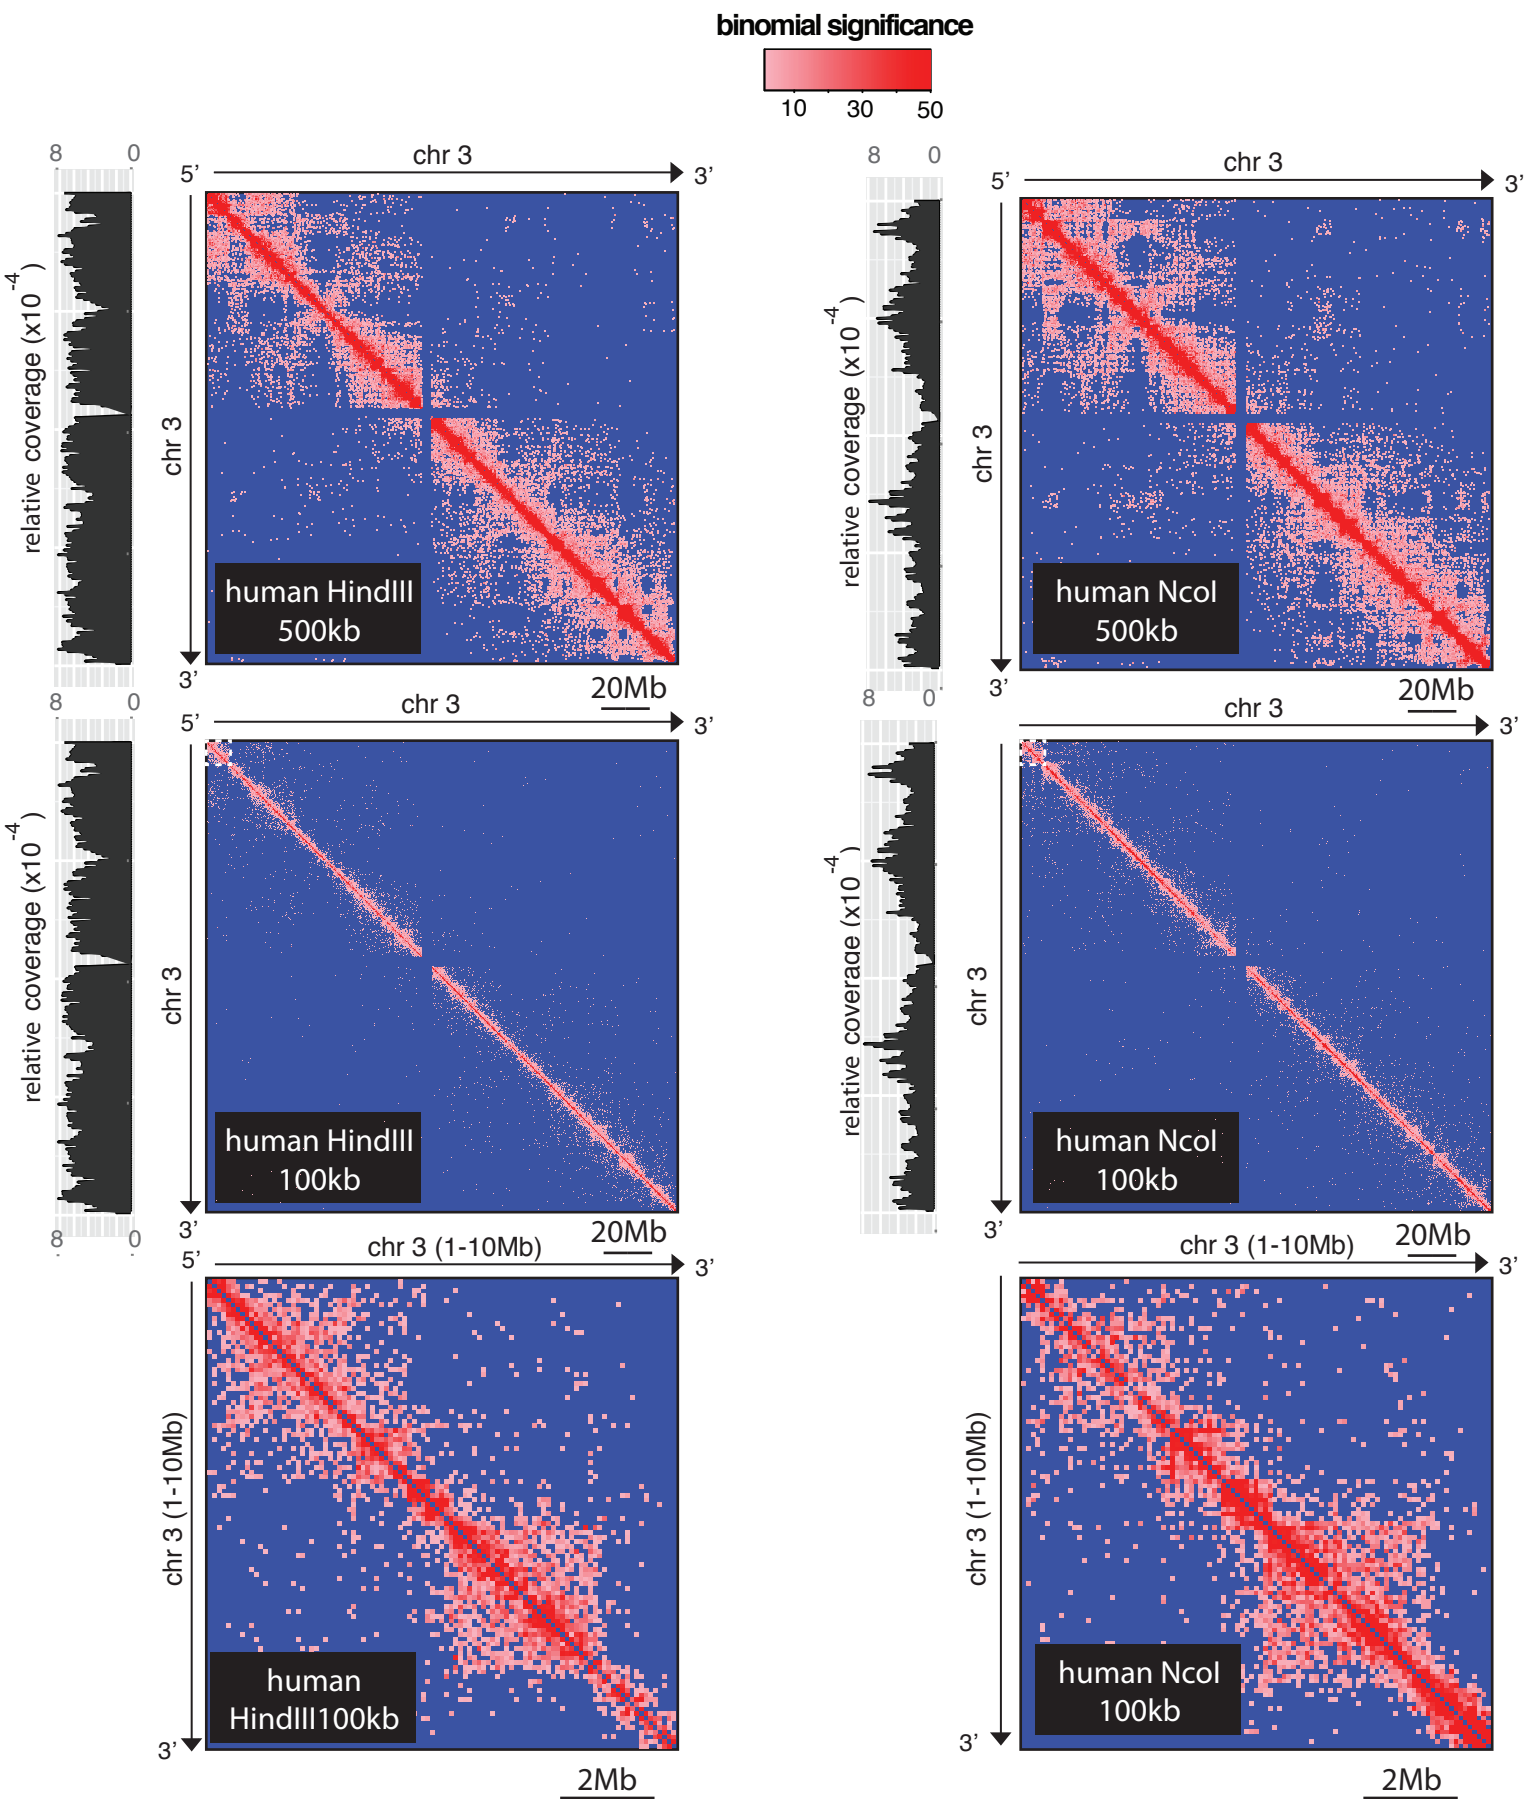 binomial significance
10 30 50
8 0
chr 3
5’ 3’
relative coverage (x10-4)
chr 3
human HindIII
500kb
3’
20Mb
8 0
chr 3
5’ 3’
relative coverage (x10-4)
chr 3
human NcoI
500kb
3’
20Mb
8 0
chr 3
5’ 3’
relative coverage (x10-4)
chr 3
human HindIII
100kb
3’
20Mb
8 0
8 0
chr 3
3’
relative coverage (x10-4)
chr 3
human NcoI
100kb
3’
20Mb
chr 3 (1-10Mb)
5’ 3’
chr 3 (1-10Mb)
human
HindIII100kb
3’
2Mb
chr 3 (1-10Mb)
3’
chr 3 (1-10Mb)
human NcoI
100kb
3’
2Mb